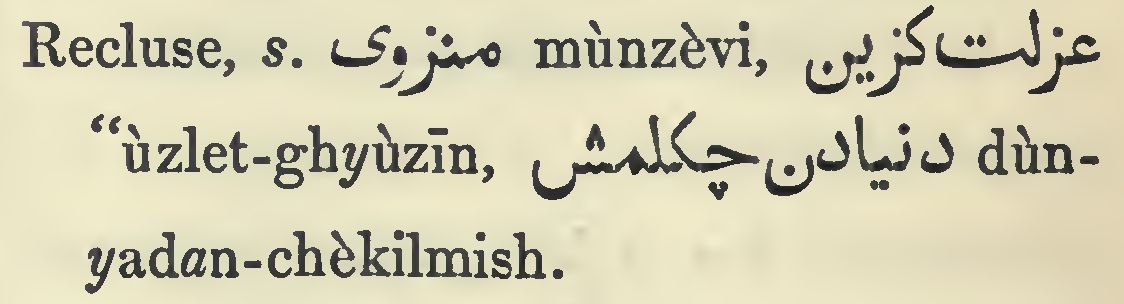 Recluse, s. منزوی mùnzèvi, عزلت کزین
“ùzlet-ghyùzīn, دنیادن چکلمش dùn-
yadan-chèkilmish.